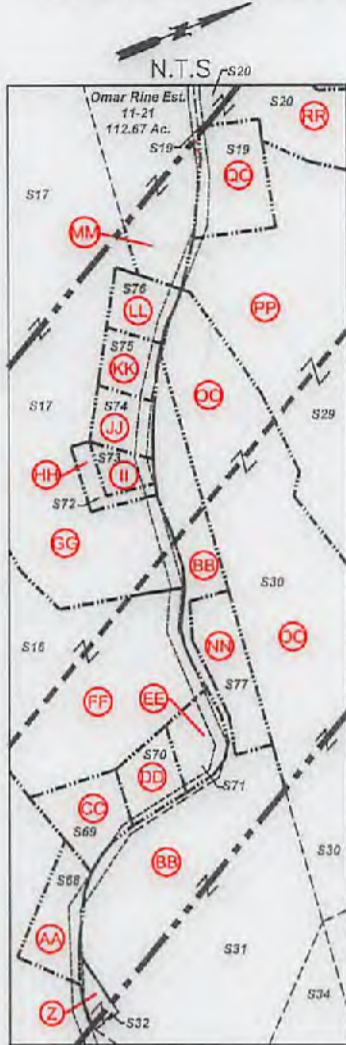 N
N.T.S
S20
Omar Rine Est.
11-21
112.67 Ac.
S20
RR
S19
S19
QQ
S17
MM
S76
LL
PP
S75
KK
OO
S74
S17
JJ
S29
S73
HH
II
S72
GG
BB
S30
S16
NN
OO
EE
FF
S77
S70
DD
S71
CC
S69
BB
S30
S68
AA
S31
S34
Z
S32